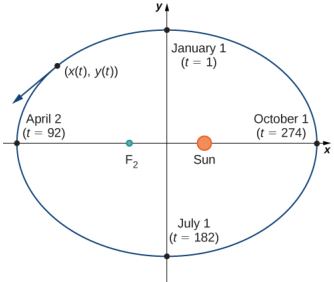 y
January 1
(t = 1)
(x(t), y(t))
April 2
(t = 92)
October 1
(t = 274)
x
F₂
Sun
July 1
(t = 182)